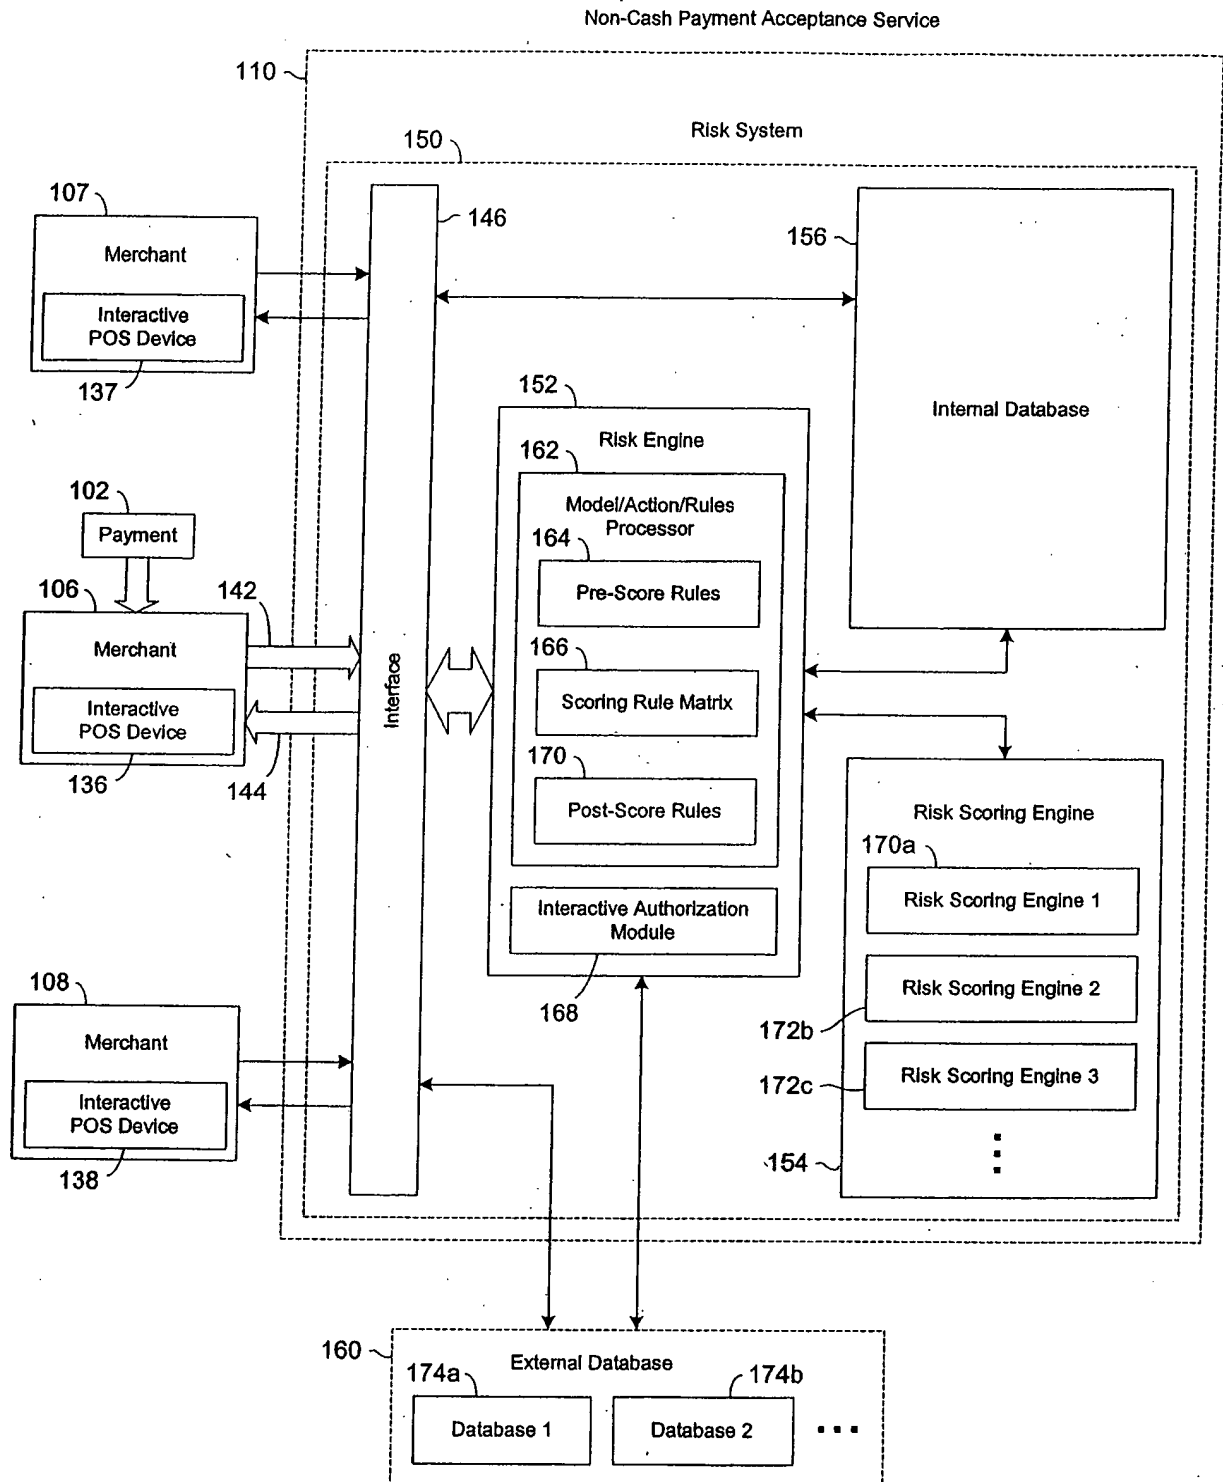 Non-Cash Payment Acceptance Service
110
Risk System
150
107
146
156
Merchant
Interactive
POS Device
137
Internal Database
152
Risk Engine
162
Model/Action/Rules
Processor
102
Payment
164
Pre-Score Rules
106
142
Merchant
166
Scoring Rule Matrix
Interface
Interactive
POS Device
136
144
170
Post-Score Rules
Risk Scoring Engine
170a
Risk Scoring Engine 1
Interactive Authorization
Module
168
Risk Scoring Engine 2
172b
108
Merchant
Risk Scoring Engine 3
172c
Interactive
POS Device
138
154
160
External Database
174a
174b
Database 1
Database 2